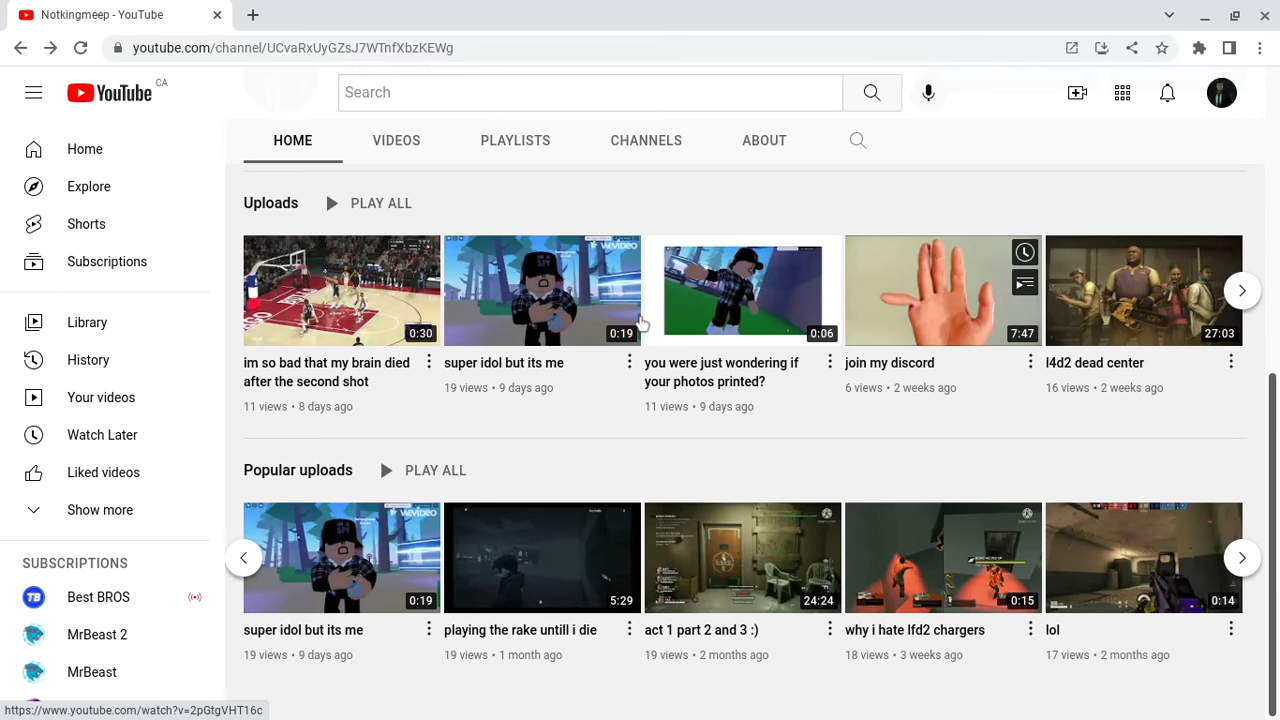 Notkingmeep - YouTube
youtube.com/channel/UCvaRxUyGZsJ7WTnfXbzKEWg
YouTube CA
Search
HOME VIDEOS PLAYLISTS CHANNELS ABOUT
Home
Explore
Shorts
Subscriptions
Library
History
Your videos
Watch Later
Liked videos
Show more
SUBSCRIPTIONS
Best BROS
MrBeast 2
MrBeast
Uploads PLAY ALL
0:30
im so bad that my brain died
after the second shot
11 views • 8 days ago
WEVIDEO
0:19
super idol but its me
19 views • 9 days ago
0:06
you were just wondering if
your photos printed?
11 views • 9 days ago
7:47
join my discord
6 views • 2 weeks ago
27:03
l4d2 dead center
16 views • 2 weeks ago
Popular uploads PLAY ALL
WEVIDEO
0:19
super idol but its me
19 views • 9 days ago
5:29
playing the rake untill i die
19 views • 1 month ago
24:24
act 1 part 2 and 3 :)
19 views • 2 months ago
0:15
why i hate lfd2 chargers
18 views • 3 weeks ago
0:14
lol
17 views • 2 months ago
https://www.youtube.com/watch?v=2pGtgVHT16c